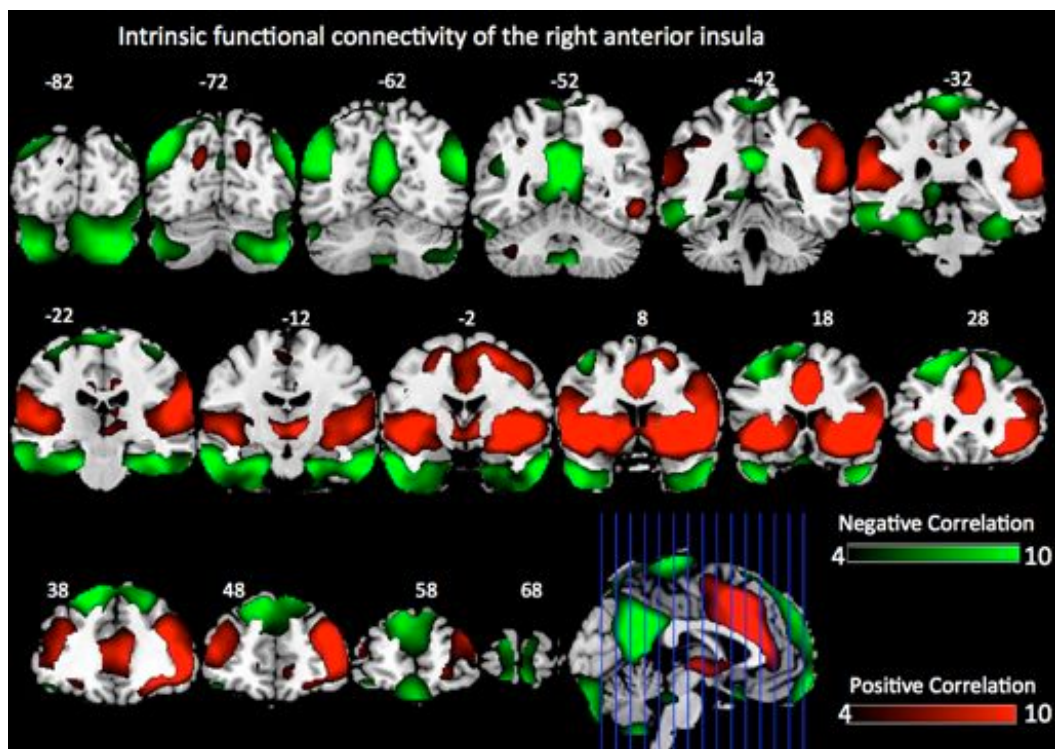 Intrinsic functional connectivity of the right anterior insula
-82 -72 -62 -52 -42 -32
-22 -12 -2 8 18 28
Negative Correlation
4 10
38 48 58 68
Positive Correlation
4 10